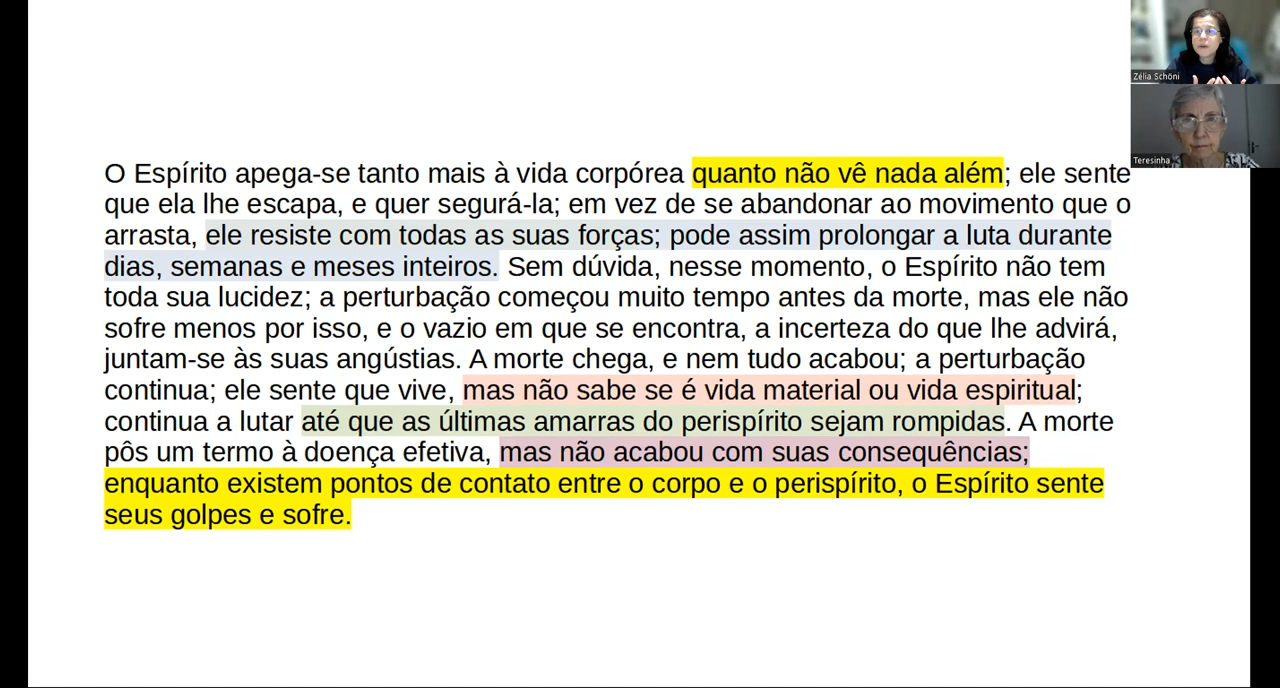 Zélia Schöni
Teresinha
O Espírito apega-se tanto mais à vida corpórea quanto não vê nada além; ele sente
que ela lhe escapa, e quer segurá-la; em vez de se abandonar ao movimento que o
arrasta, ele resiste com todas as suas forças; pode assim prolongar a luta durante
dias, semanas e meses inteiros. Sem dúvida, nesse momento, o Espírito não tem
toda sua lucidez; a perturbação começou muito tempo antes da morte, mas ele não
sofre menos por isso, e o vazio em que se encontra, a incerteza do que lhe advirá,
juntam-se às suas angústias. A morte chega, e nem tudo acabou; a perturbação
continua; ele sente que vive, mas não sabe se é vida material ou vida espiritual;
continua a lutar até que as últimas amarras do perispírito sejam rompidas. A morte
pôs um termo à doença efetiva, mas não acabou com suas consequências;
enquanto existem pontos de contato entre o corpo e o perispírito, o Espírito sente
seus golpes e sofre.